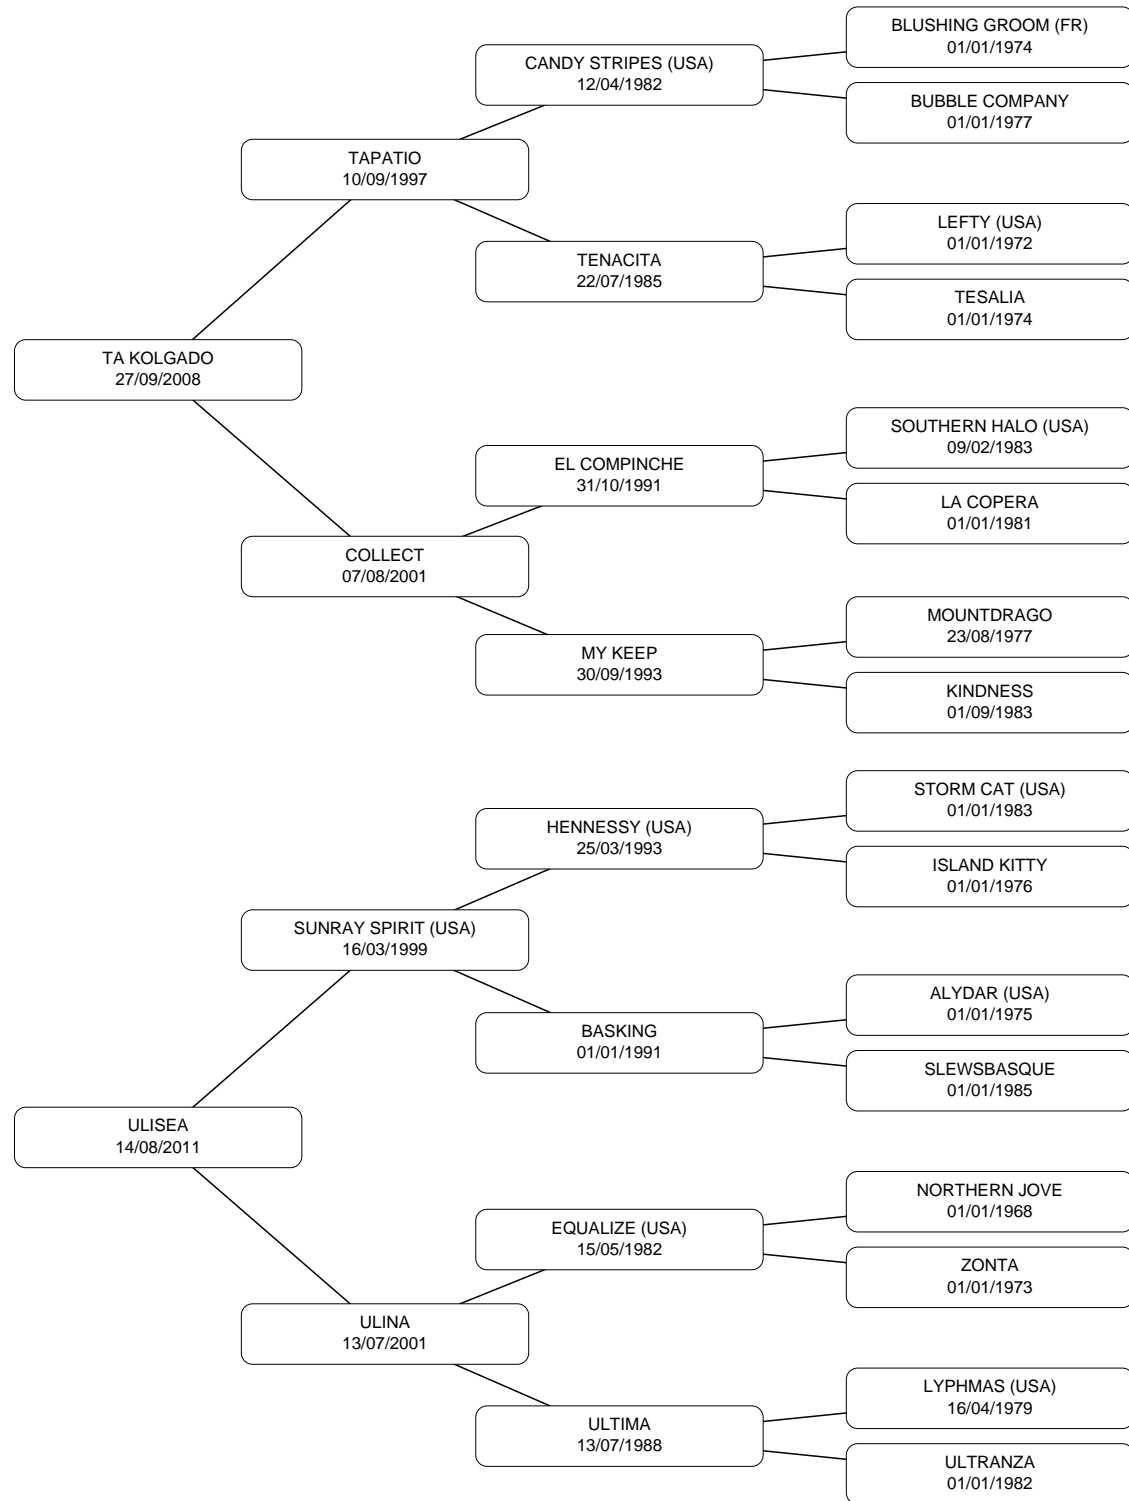 BLUSHING GROOM (FR)
01/01/1974
CANDY STRIPES (USA)
12/04/1982
BUBBLE COMPANY
01/01/1977
TAPATIO
10/09/1997
LEFTY (USA)
01/01/1972
TENACITA
22/07/1985
TESALIA
01/01/1974
TA KOLGADO
27/09/2008
SOUTHERN HALO (USA)
09/02/1983
EL COMPINCHE
31/10/1991
LA COPERA
01/01/1981
COLLECT
07/08/2001
MOUNTDRAGO
23/08/1977
MY KEEP
30/09/1993
KINDNESS
01/09/1983
STORM CAT (USA)
01/01/1983
HENNESSY (USA)
25/03/1993
ISLAND KITTY
01/01/1976
SUNRAY SPIRIT (USA)
16/03/1999
ALYDAR (USA)
01/01/1975
BASKING
01/01/1991
SLEWSBASQUE
01/01/1985
ULISEA
14/08/2011
NORTHERN JOVE
01/01/1968
EQUALIZE (USA)
15/05/1982
ZONTA
01/01/1973
ULINA
13/07/2001
LYPHMAS (USA)
16/04/1979
ULTIMA
13/07/1988
ULTRANZA
01/01/1982